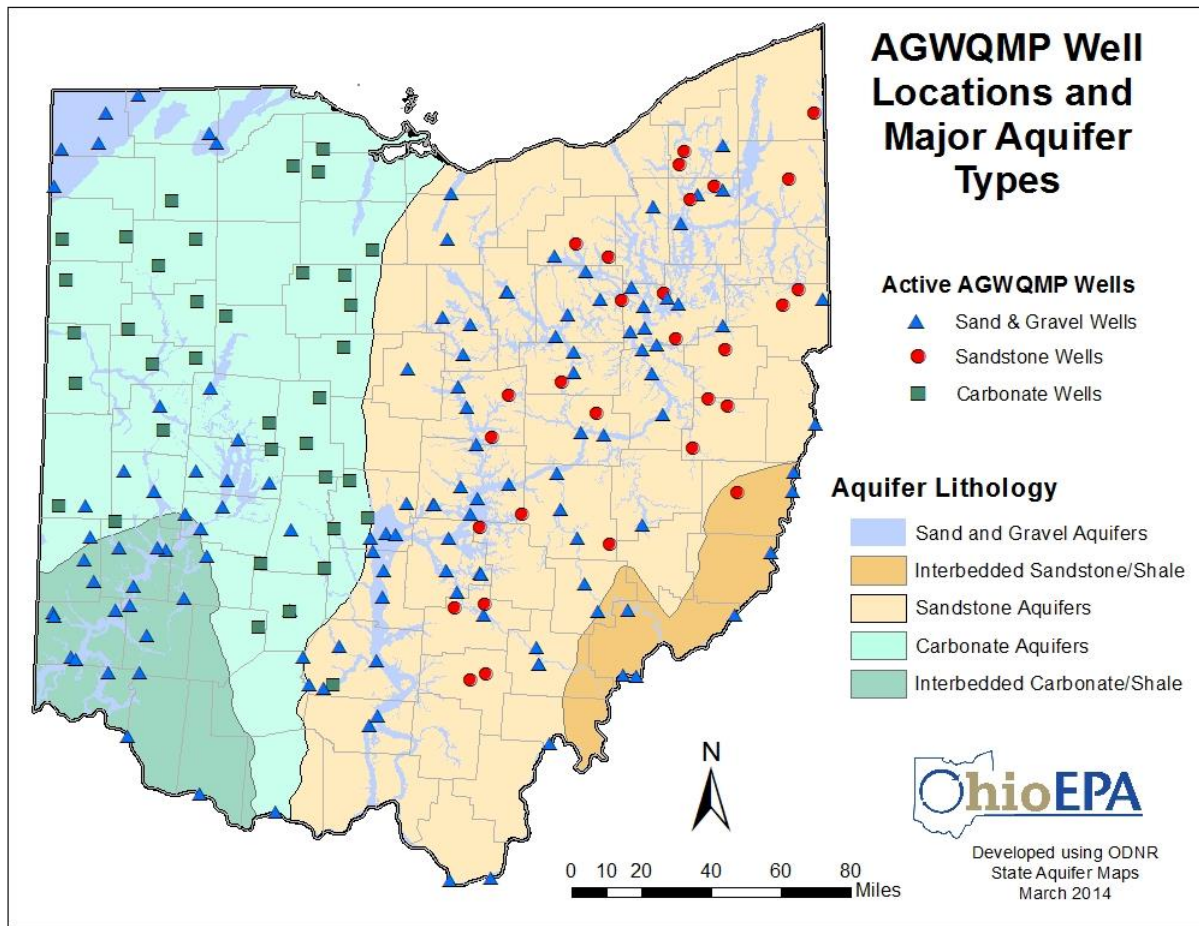 AGWQMP Well
Locations and
Major Aquifer
Types
Active AGWQMP Wells
Sand & Gravel Wells
Sandstone Wells
Carbonate Wells
Aquifer Lithology
Sand and Gravel Aquifers
Interbedded Sandstone/Shale
Sandstone Aquifers
Carbonate Aquifers
Interbedded Carbonate/Shale
N
0 10 20 40 60 80
Miles
OhioEPA
Developed using ODNR
State Aquifer Maps
March 2014